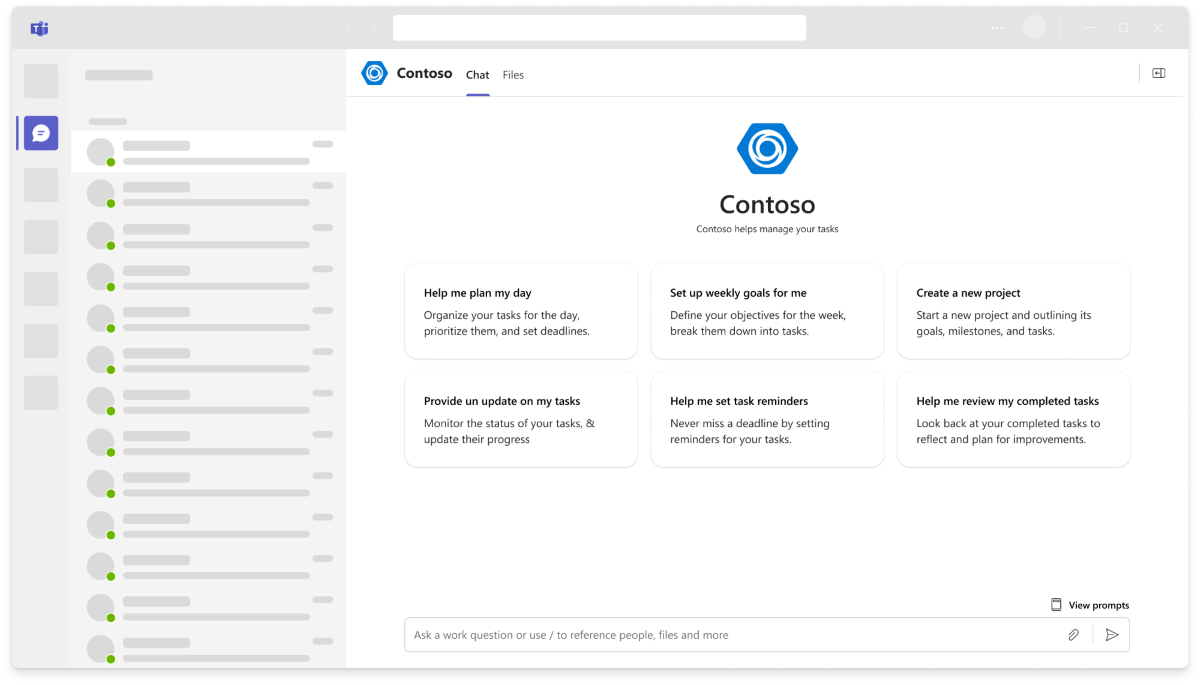 Contoso Chat Files
Contoso
Contoso helps manage your tasks
Help me plan my day
Organize your tasks for the day,
prioritize them, and set deadlines.
Set up weekly goals for me
Define your objectives for the week,
break them down into tasks.
Create a new project
Start a new project and outlining its
goals, milestones, and tasks.
Provide un update on my tasks
Monitor the status of your tasks, &
update their progress
Help me set task reminders
Never miss a deadline by setting
reminders for your tasks.
Help me review my completed tasks
Look back at your completed tasks to
reflect and plan for improvements.
View prompts
Ask a work question or use / to reference people, files and more